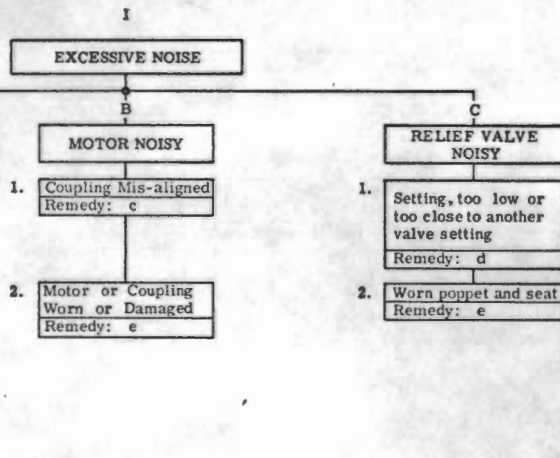 I
EXCESSIVE NOISE
B
MOTOR NOISY
1. Coupling Mis-aligned
Remedy: c
2. Motor or Coupling
Worn or Damaged
Remedy: e
C
RELIEF VALVE
NOISY
1. Setting, too low or
too close to another
valve setting
Remedy: d
2. Worn poppet and seat
Remedy: e